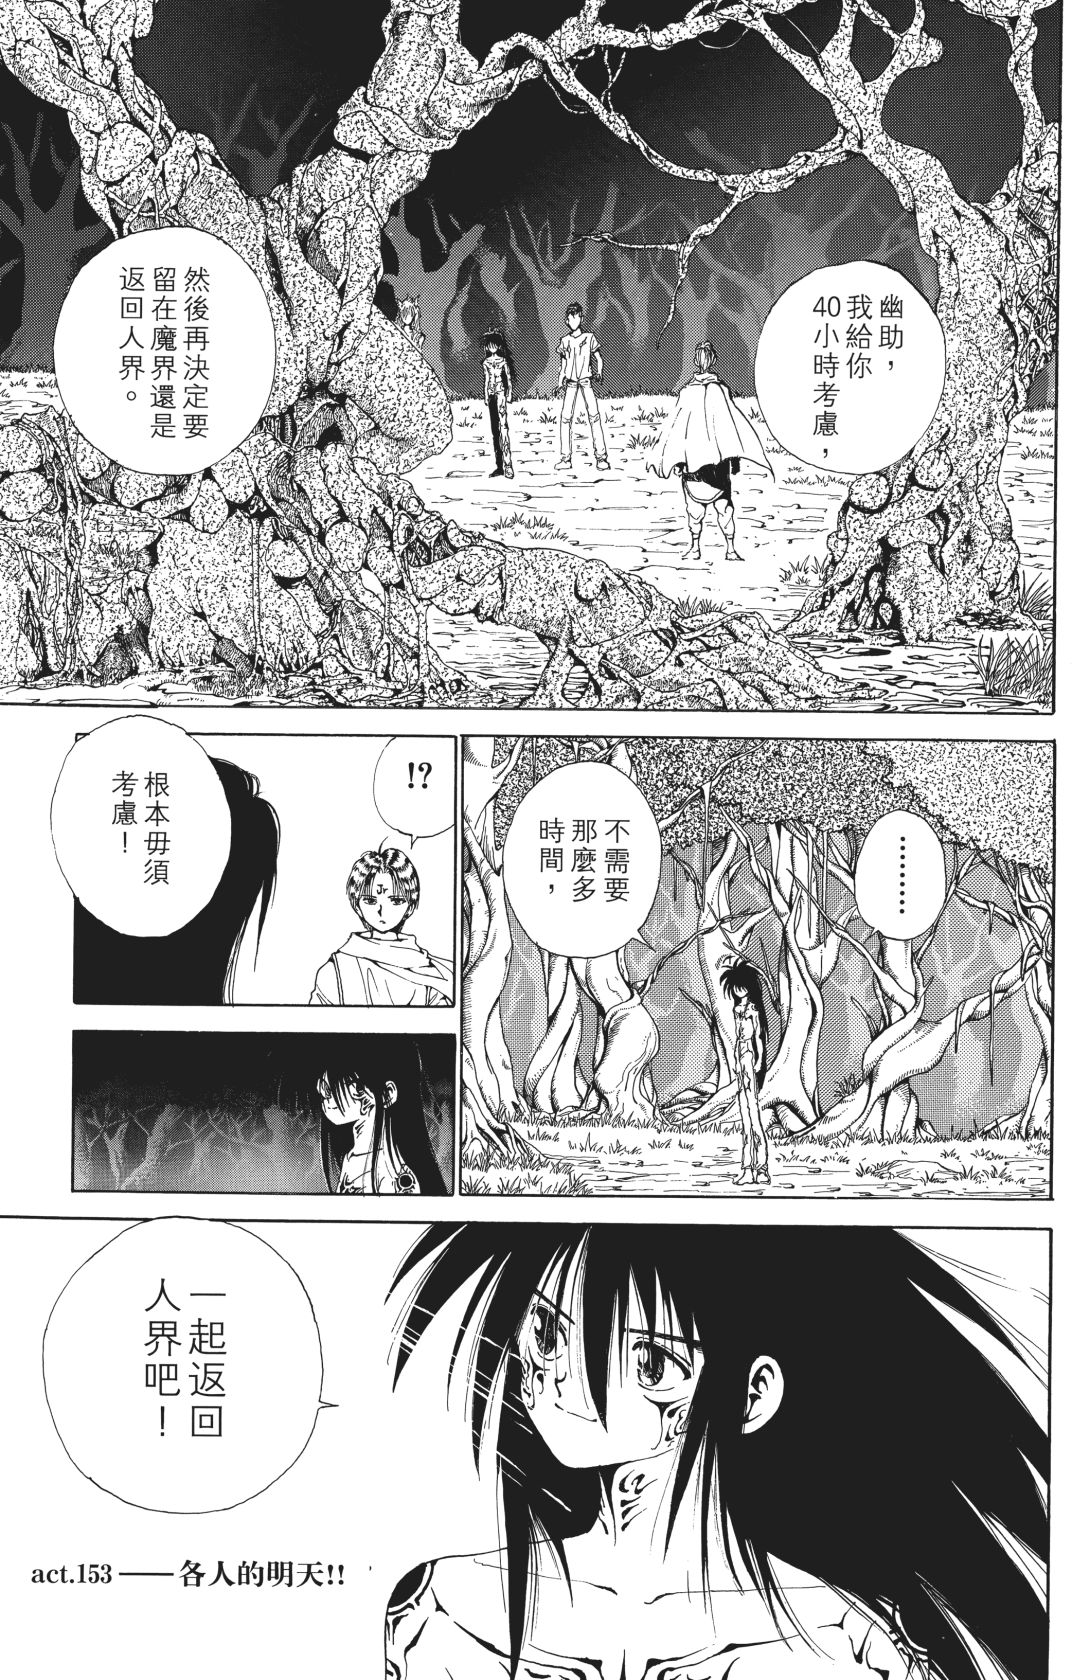 幽助，
我給你
40小時考慮，
然後再決定要
留在魔界還是
返回人界。
………
不需要
那麼多
時間，
!?
Jr
根本毋須
考慮！
一起返回
人界吧！
act.153——各人的明天!!